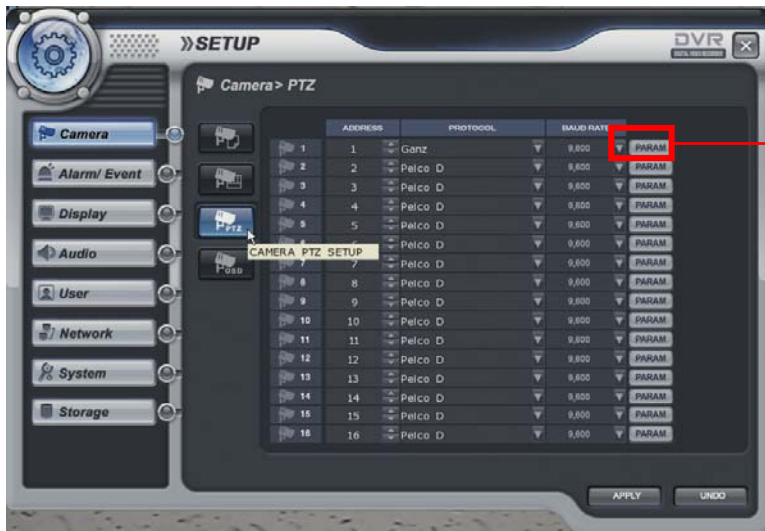 »SETUP
DVR
Camera> PTZ
Camera
Alarm/ Event
Display
Audio
User
Network
System
Storage
PTZ
OSD
CAMERA PTZ SETUP
ADDRESS PROTOCOL BAUD RATE
1 1 Ganz 9,600 PARAM
2 2 Pelco D 9,600 PARAM
3 3 Pelco D 9,600 PARAM
4 4 Pelco D 9,600 PARAM
5 5 Pelco D 9,600 PARAM
Pelco D 9,600 PARAM
7 7 Pelco D 9,600 PARAM
8 8 Pelco D 9,600 PARAM
9 9 Pelco D 9,600 PARAM
10 10 Pelco D 9,600 PARAM
11 11 Pelco D 9,600 PARAM
12 12 Pelco D 9,600 PARAM
13 13 Pelco D 9,600 PARAM
14 14 Pelco D 9,600 PARAM
15 15 Pelco D 9,600 PARAM
16 16 Pelco D 9,600 PARAM
APPLY UNDO